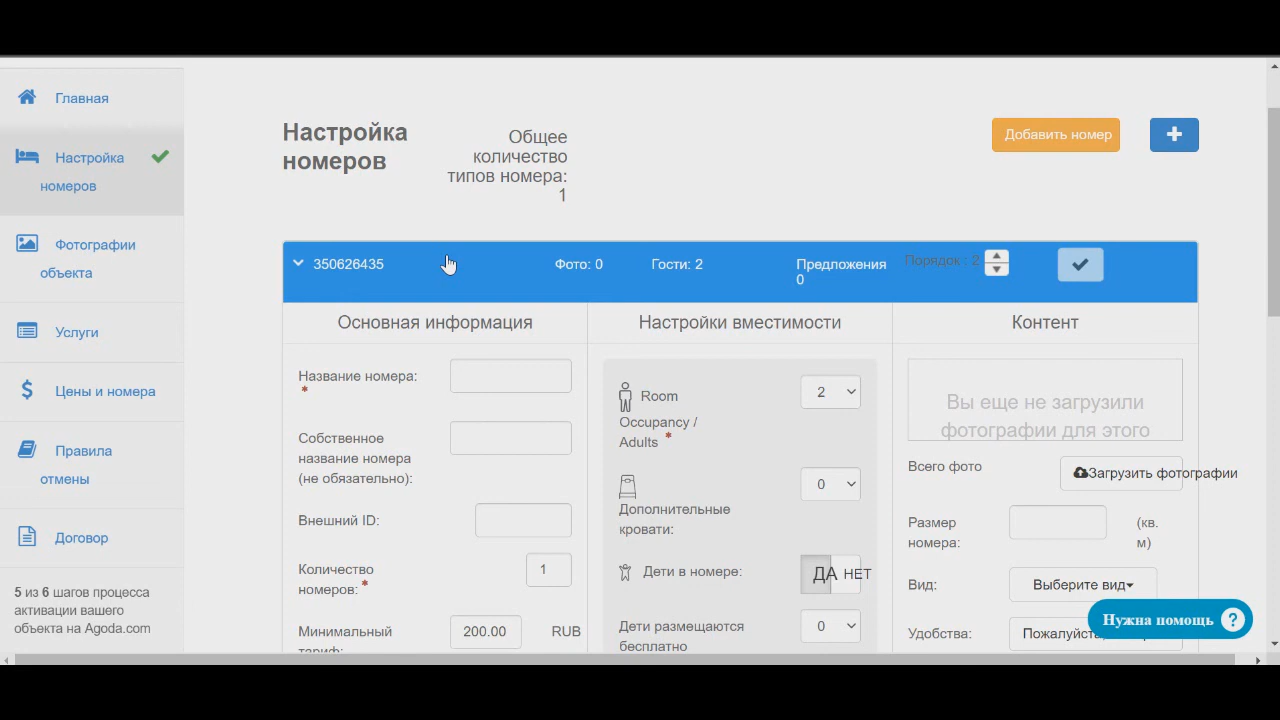 Главная
Настройка
номеров
Фотографии
объекта
Услуги
Цены и номера
Правила
отмены
Договор
5 из 6 шагов процесса
активации вашего
объекта на Agoda.com
Настройка
номеров
Общее
количество
типов номера:
1
Добавить номер
350626435
Фото: 0
Гости: 2
Предложения
0
Порядок : 2
Основная информация
Название номера:
*
Собственное
название номера
(не обязательно):
Внешний ID:
Количество
номеров: *
1
Минимальный
тариф:
200.00
RUB
Настройки вместимости
Room
Occupancy /
Adults *
2
Дополнительные
кровати:
0
Дети в номере:
ДА НЕТ
Дети размещаются
бесплатно
0
Контент
Вы еще не загрузили
фотографии для этого
Всего фото
Загрузить фотографии
Размер
номера:
(кв.
м)
Вид:
Выберите вид
Удобства:
Нужна помощь ?